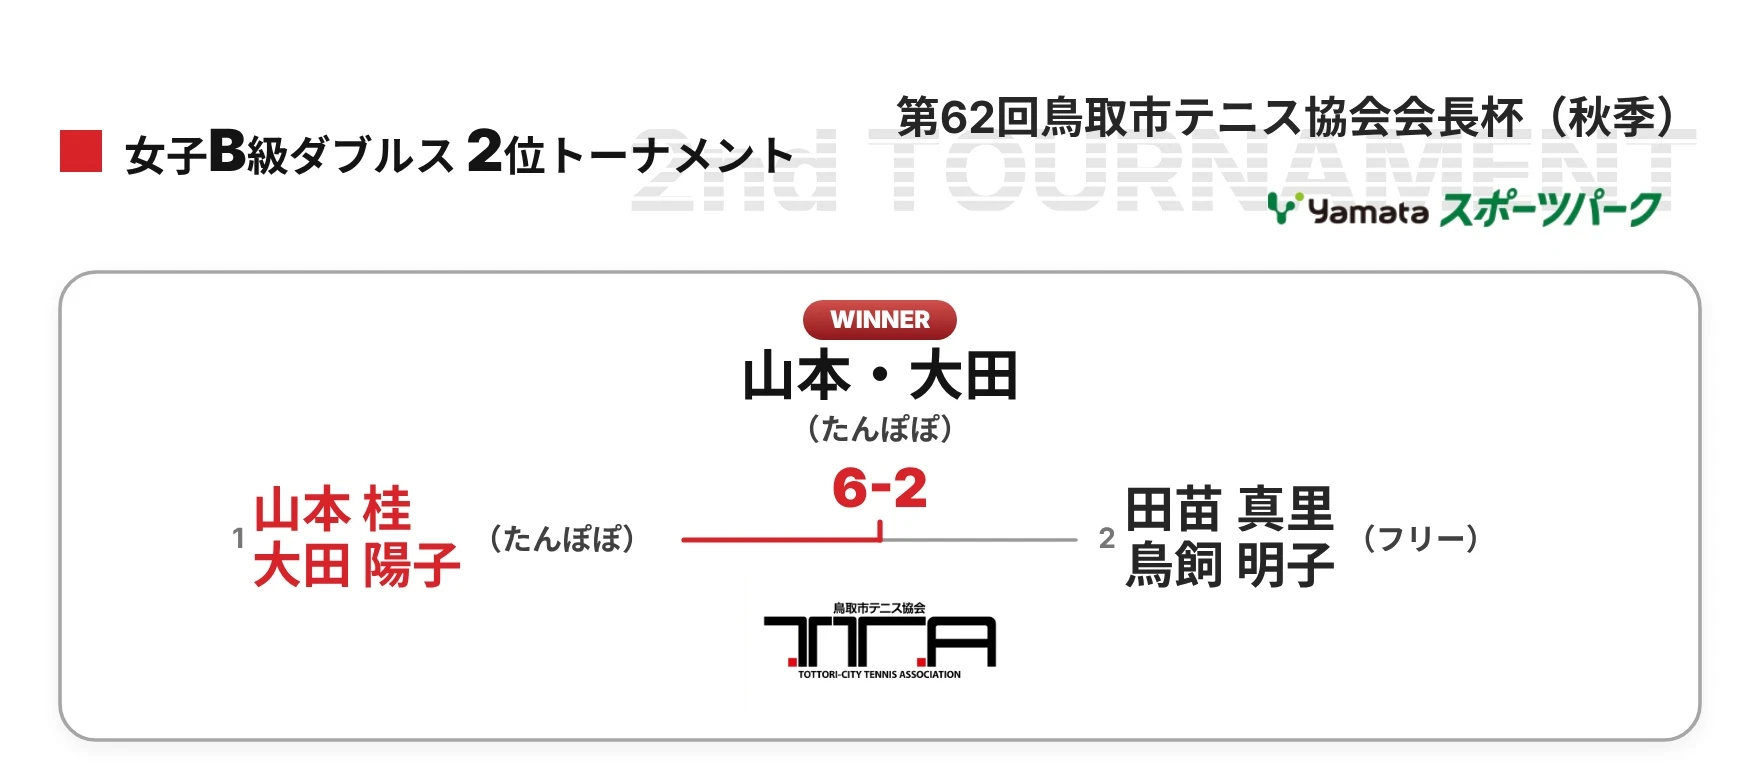 第62回鳥取市テニス協会会長杯（秋季）
女子B級ダブルス 2位トーナメント
2nd TOURNAMENT
Yamata スポーツパーク
WINNER
山本・大田
（たんぽぽ）
6-2
1
山本 桂
大田 陽子
（たんぽぽ）
2
田苗 真里
鳥飼 明子
（フリー）
鳥取市テニス協会
TTCA
TOTTORI-CITY TENNIS ASSOCIATION